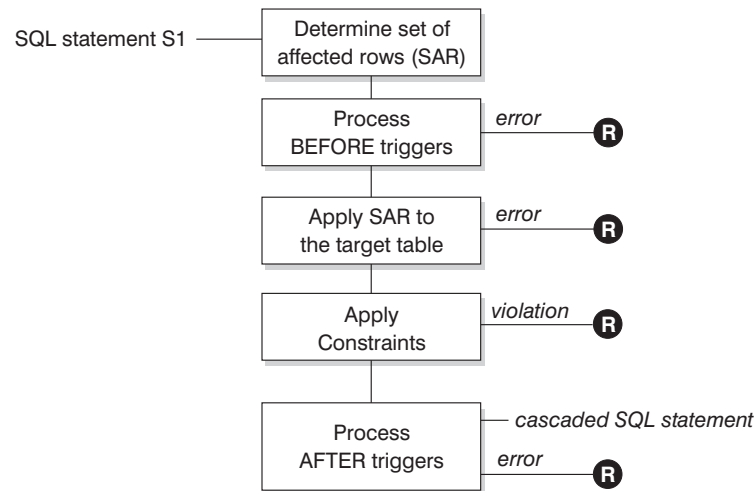 SQL statement S1
Determine set of
affected rows (SAR)
Process
BEFORE triggers
error
R
Apply SAR to
the target table
error
R
Apply
Constraints
violation
R
Process
AFTER triggers
cascaded SQL statement
error
R